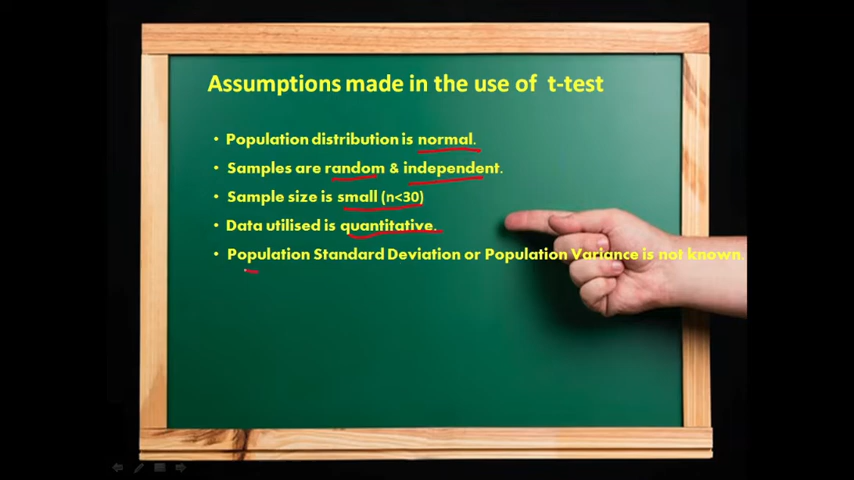 Assumptions made in the use of t-test
• Population distribution is normal.
• Samples are random & independent.
• Sample size is small (n<30)
• Data utilised is quantitative.
• Population Standard Deviation or Population Variance is not known.